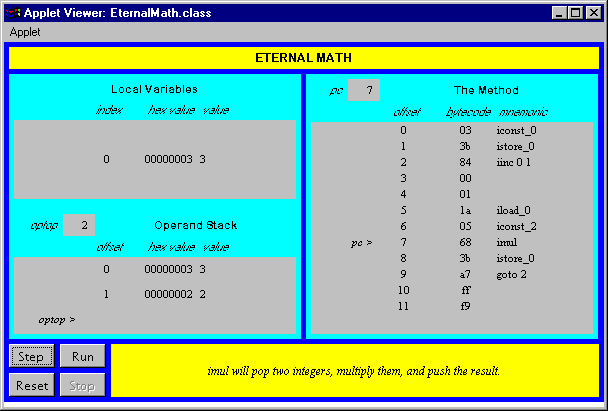 Applet Viewer: EternalMath.class
Applet
ETERNAL MATH
Local Variables
index hex value value
0 00000003 3
optop 2 Operand Stack
offset hex value value
0 00000003 3
1 00000002 2
optop >
pc 7 The Method
offset bytecode mnemonic
0 03 iconst_0
1 3b istore_0
2 84 iinc 0 1
3 00
4 01
5 1a iload_0
6 05 iconst_2
pc > 7 68 imul
8 3b istore_0
9 a7 goto 2
10 ff
11 f9
Step Run
Reset Stop
imul will pop two integers, multiply them, and push the result.